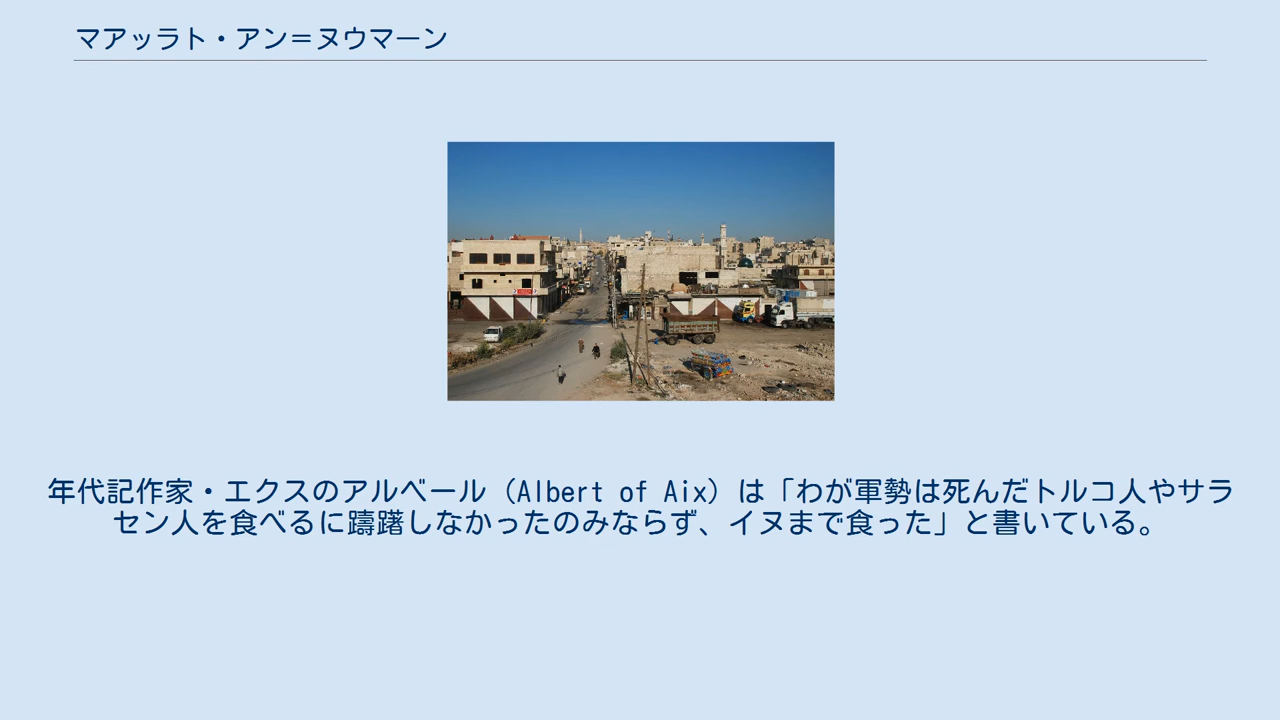 マアッラト・アン＝ヌウマーン
年代記作家・エクスのアルベール（Albert of Aix）は「わが軍勢は死んだトルコ人やサラ
セン人を食べるに躊躇しなかったのみならず、イヌまで食った」と書いている。